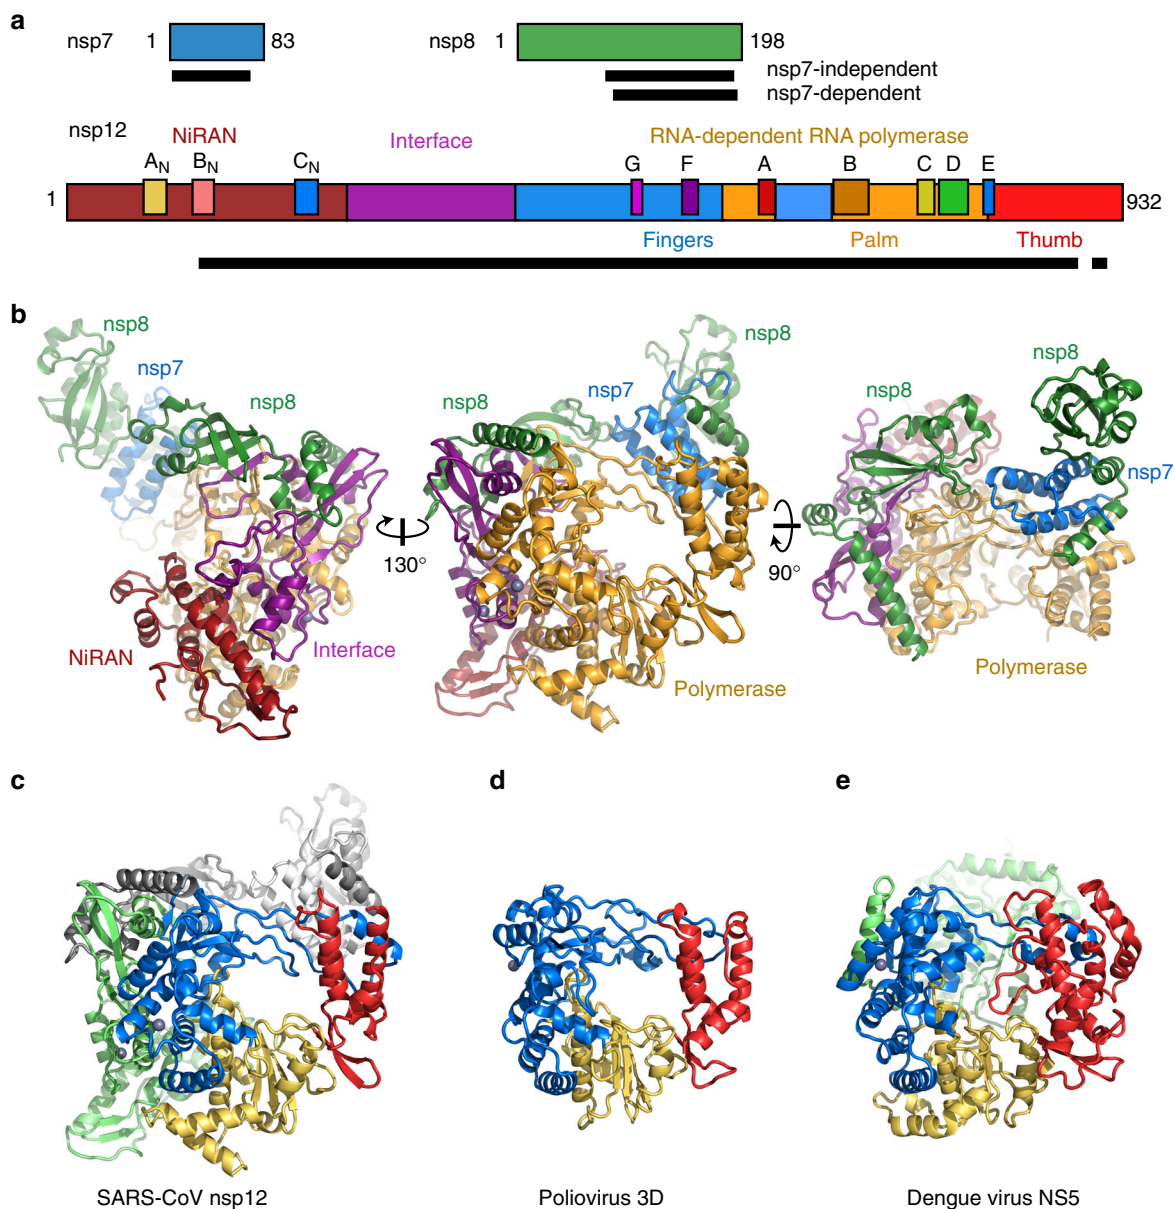 a
nsp7 1 83 nsp8 1 198
nsp7-independent
nsp7-dependent
nsp12 NiRAN Interface RNA-dependent RNA polymerase
AN BN CN G F A B C D E
1 932
Fingers Palm Thumb
b
nsp8 nsp7 nsp8
nsp8 nsp7 nsp8
nsp8 nsp8 nsp7
130°
90°
NiRAN Interface
Polymerase
Polymerase
c d e
SARS-CoV nsp12 Poliovirus 3D Dengue virus NS5